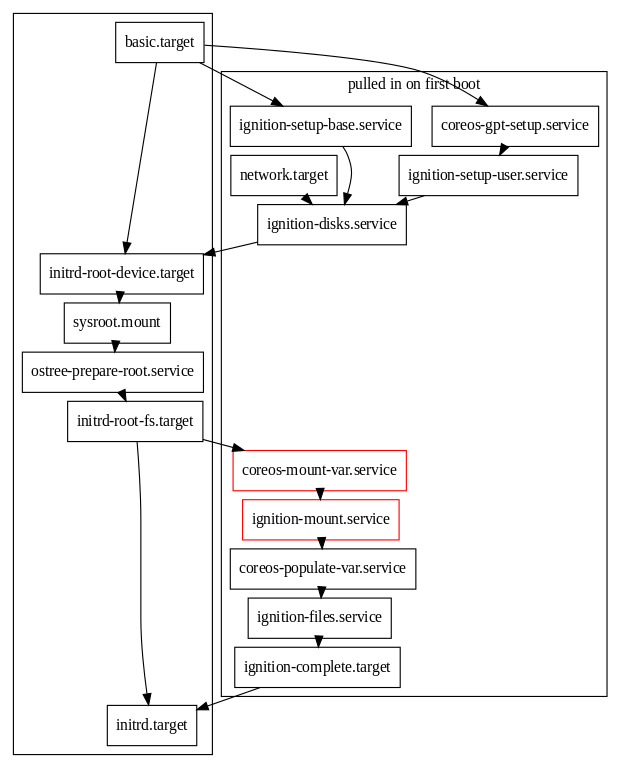 basic.target
pulled in on first boot
ignition-setup-base.service
coreos-gpt-setup.service
network.target
ignition-setup-user.service
ignition-disks.service
initrd-root-device.target
sysroot.mount
ostree-prepare-root.service
initrd-root-fs.target
coreos-mount-var.service
ignition-mount.service
coreos-populate-var.service
ignition-files.service
ignition-complete.target
initrd.target